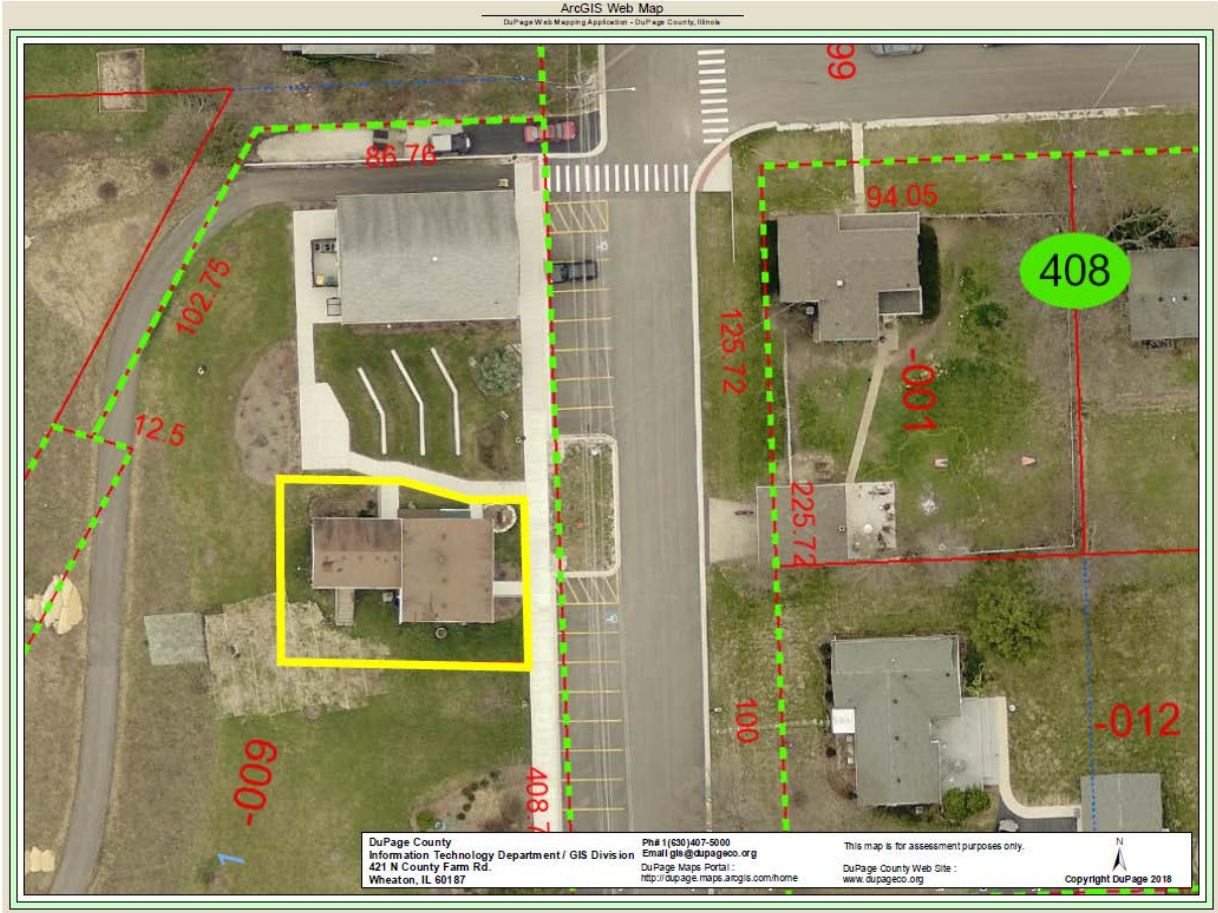 ArcGIS Web Map
DuPage Web Mapping Application - DuPage County, Illinois
99
86.76
94.05
408
102.75
125.72
-001
12.5
225.72
100
-012
-009
408.7
1
DuPage County
Information Technology Department / GIS Division
421 N County Farm Rd.
Wheaton, IL 60187
Ph# 1(630)407-5000
Email gis@dupageco.org
DuPage Maps Portal :
http://dupage.maps.arcgis.com/home
This map is for assessment purposes only.
DuPage County Web Site :
www.dupageco.org
N
Copyright DuPage 2018